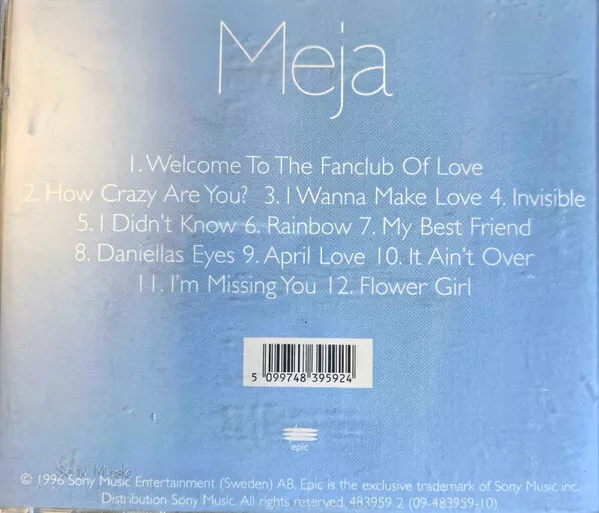 Meja
1. Welcome To The Fanclub Of Love
2. How Crazy Are You? 3. I Wanna Make Love 4. Invisible
5. I Didn't Know 6. Rainbow 7. My Best Friend
8. Daniellas Eyes 9. April Love 10. It Ain't Over
11. I'm Missing You 12. Flower Girl
5 099748 395924
epic
Sony Music
© 1996 Sony Music Entertainment (Sweden) AB. Epic is the exclusive trademark of Sony Music inc.
Distribution Sony Music. All rights reserved. 483959 2 (09-483959-10)